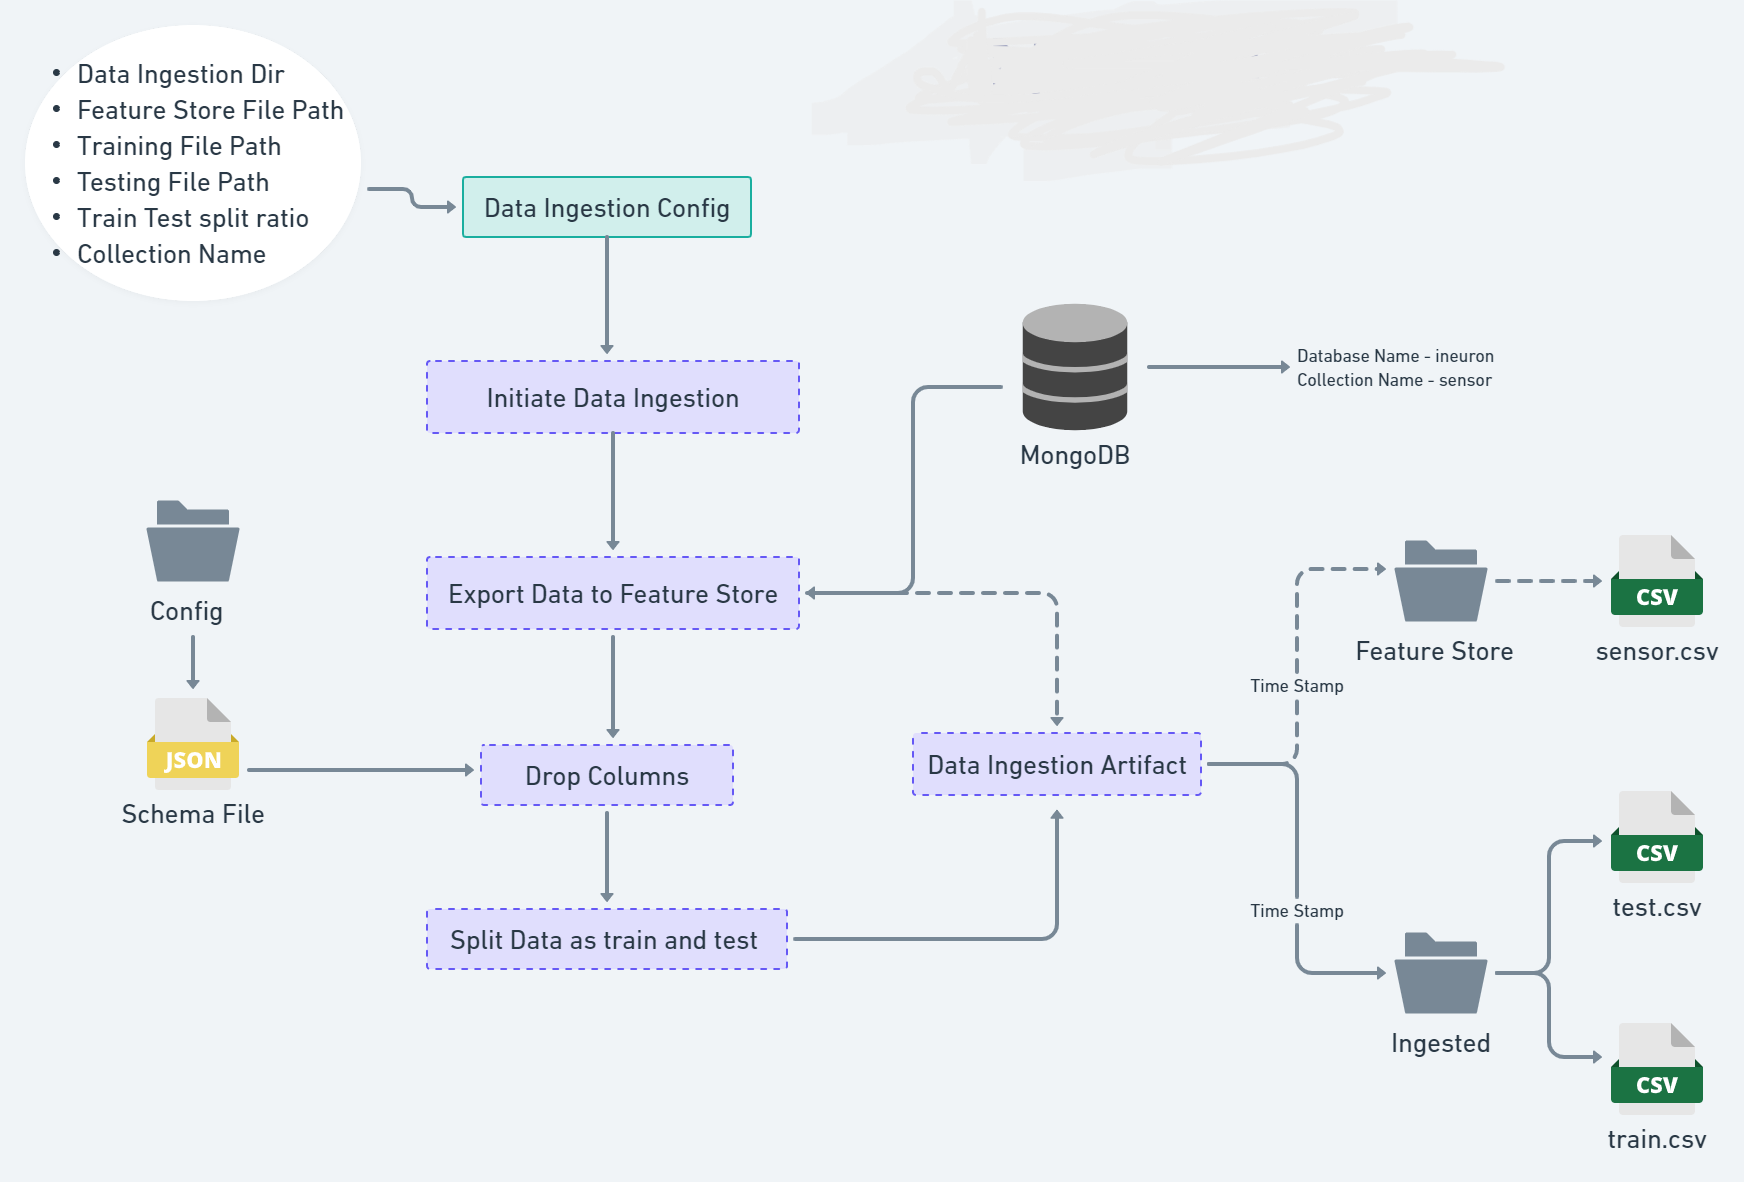 • Data Ingestion Dir
• Feature Store File Path
• Training File Path
• Testing File Path
• Train Test split ratio
• Collection Name
Data Ingestion Config
Initiate Data Ingestion
MongoDB
Database Name - ineuron
Collection Name - sensor
Config
Export Data to Feature Store
JSON
Schema File
Drop Columns
Split Data as train and test
Data Ingestion Artifact
Time Stamp
Feature Store
CSV
sensor.csv
Time Stamp
Ingested
CSV
test.csv
CSV
train.csv